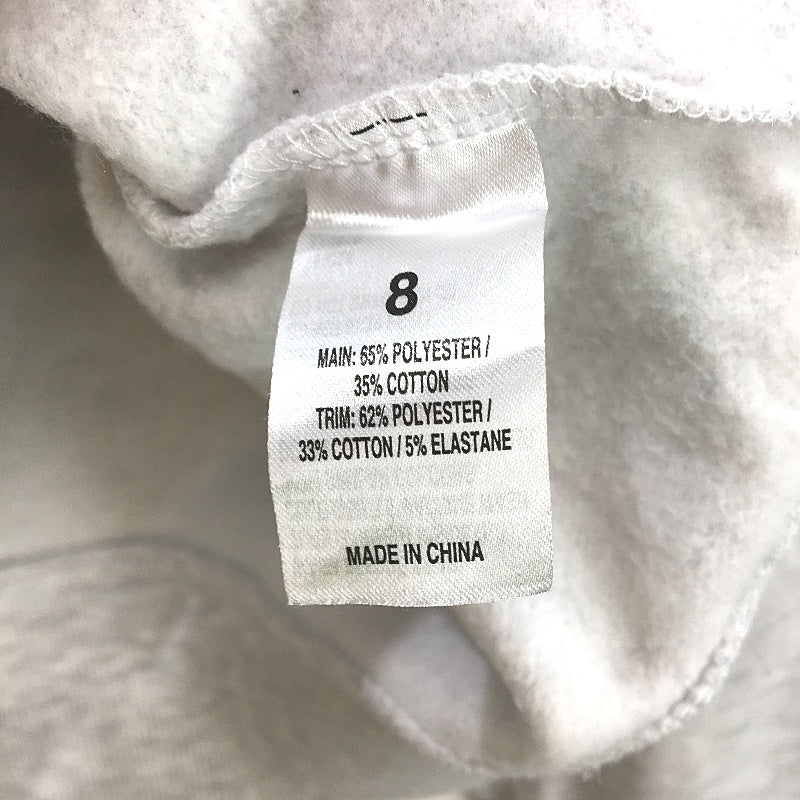 8
MAIN: 65% POLYESTER /
35% COTTON
TRIM: 62% POLYESTER /
33% COTTON / 5% ELASTANE
MADE IN CHINA